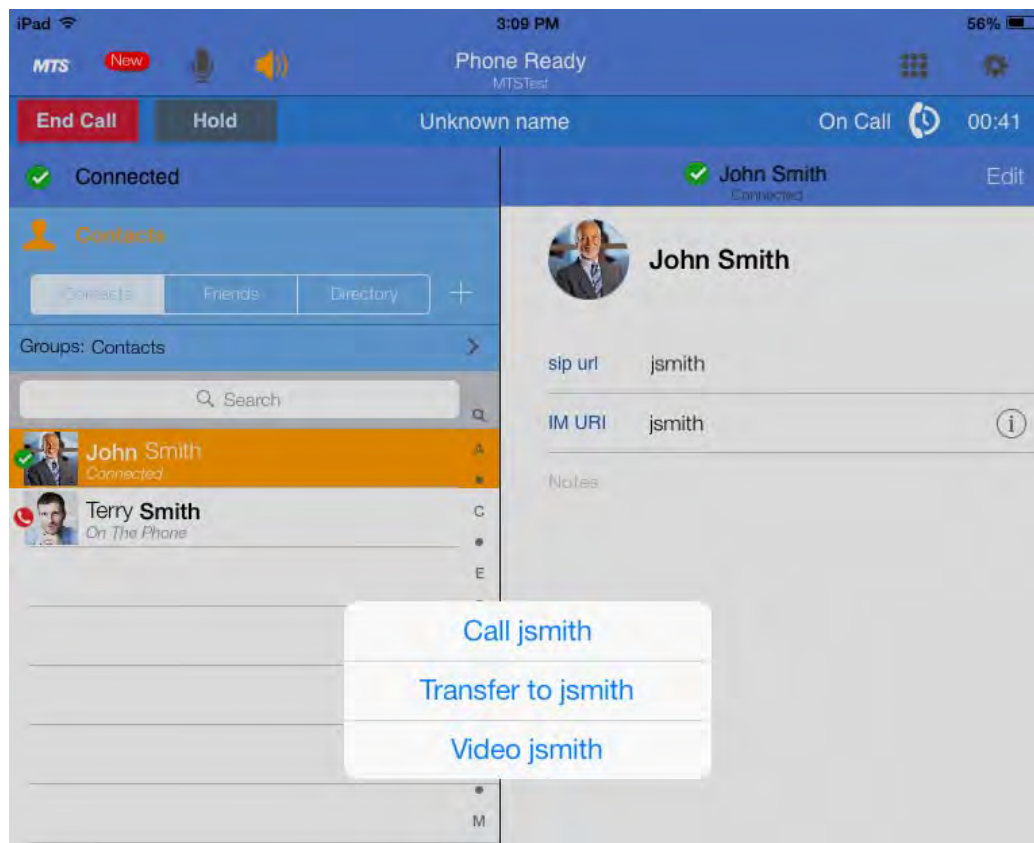 iPad 3:09 PM 56%
MTS New Phone Ready
MTSTest
End Call Hold Unknown name On Call 00:41
Connected
John Smith Edit
Connected
Contacts
John Smith
Contacts Friends Directory +
Groups: Contacts
sip url jsmith
Search
IM URI jsmith
John Smith
Connected
Notes
Terry Smith
On The Phone
A
C
E
M
Call jsmith
Transfer to jsmith
Video jsmith